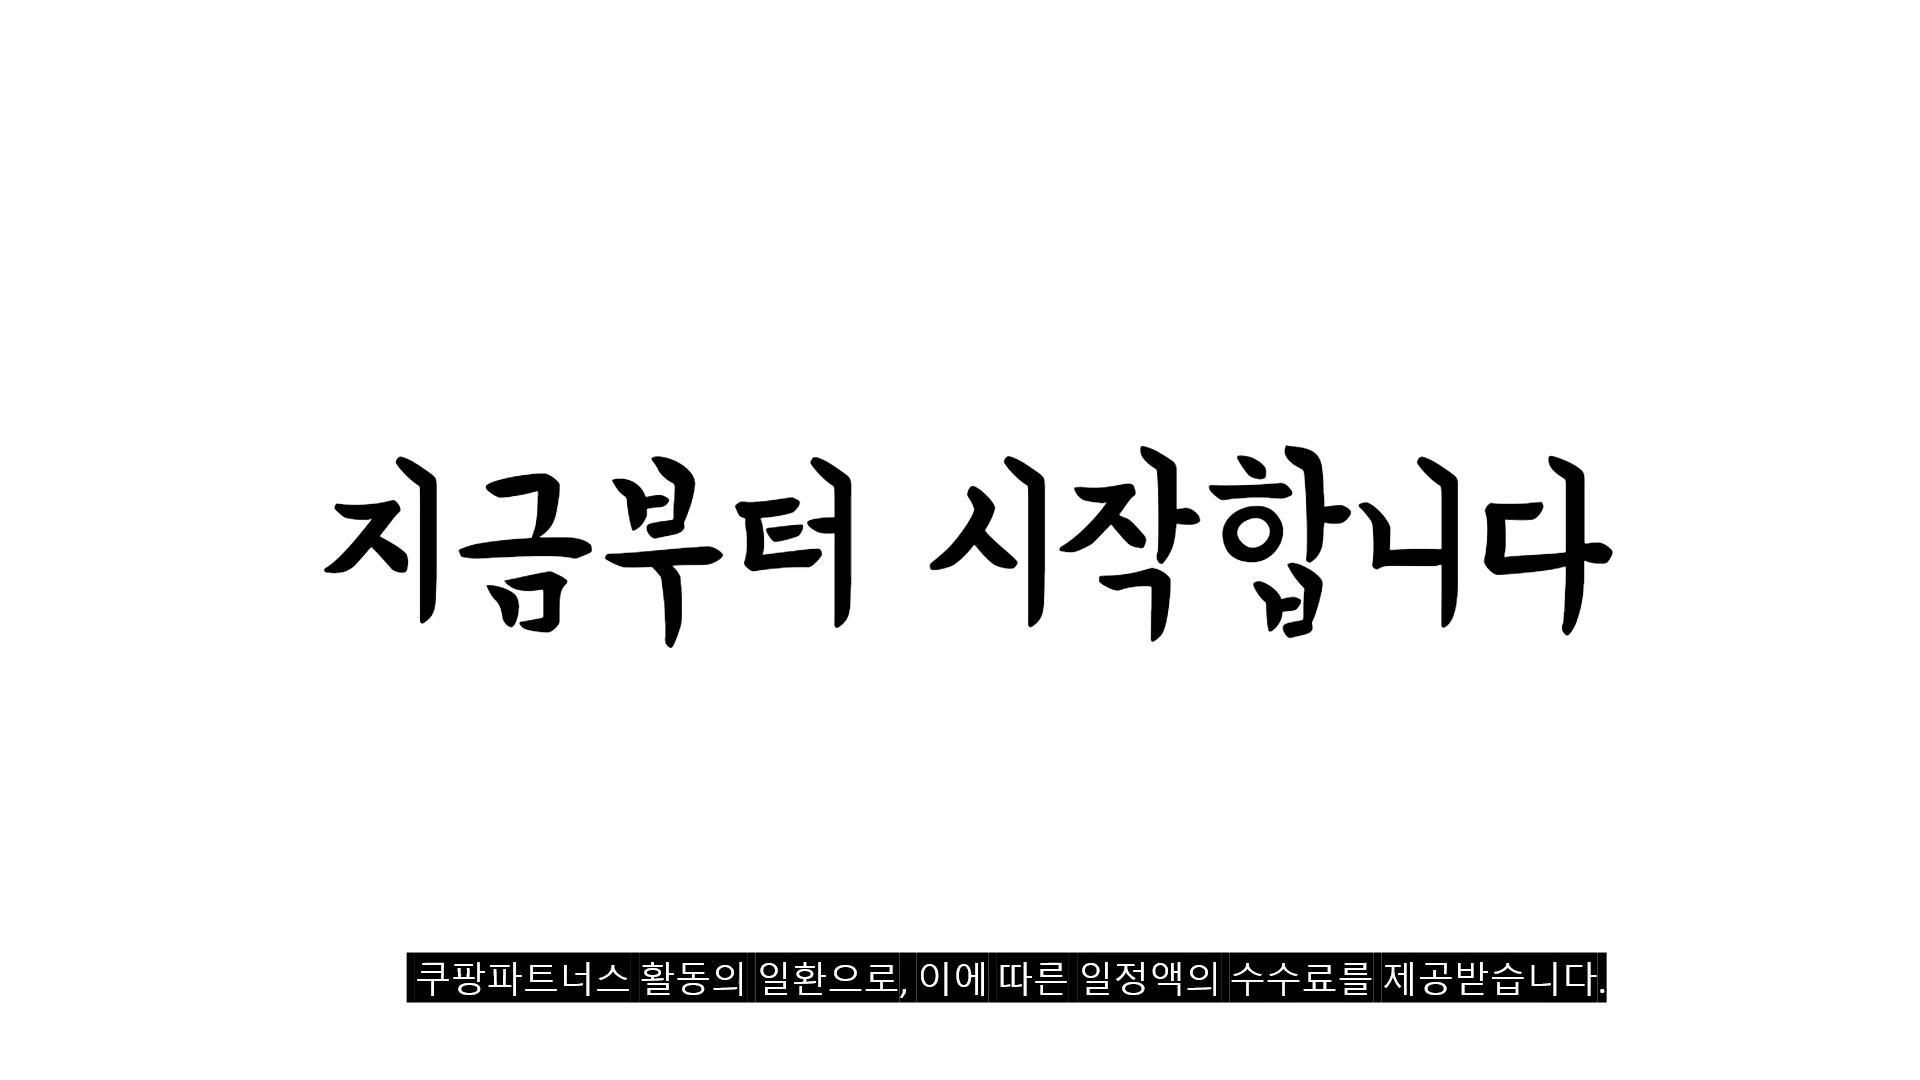 지금부터 시작합니다
쿠팡파트너스 활동의 일환으로, 이에 따른 일정액의 수수료를 제공받습니다.